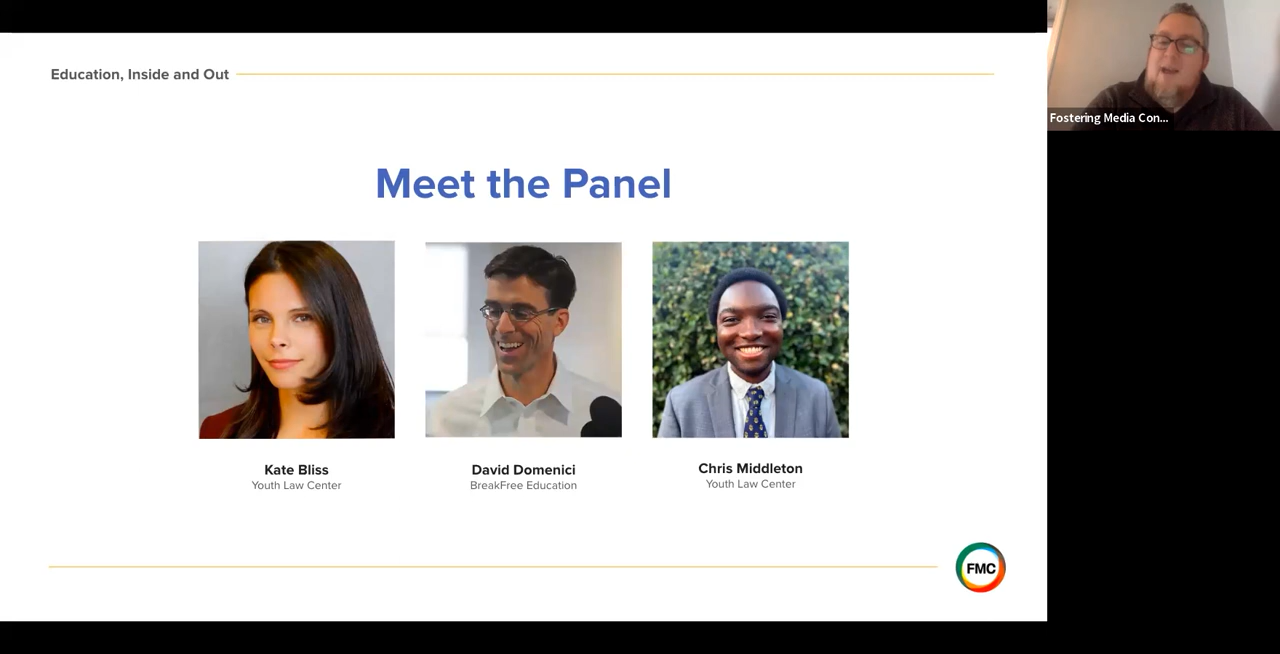 Education, Inside and Out
Fostering Media Con...
Meet the Panel
Kate Bliss
Youth Law Center
David Domenici
BreakFree Education
Chris Middleton
Youth Law Center
FMC